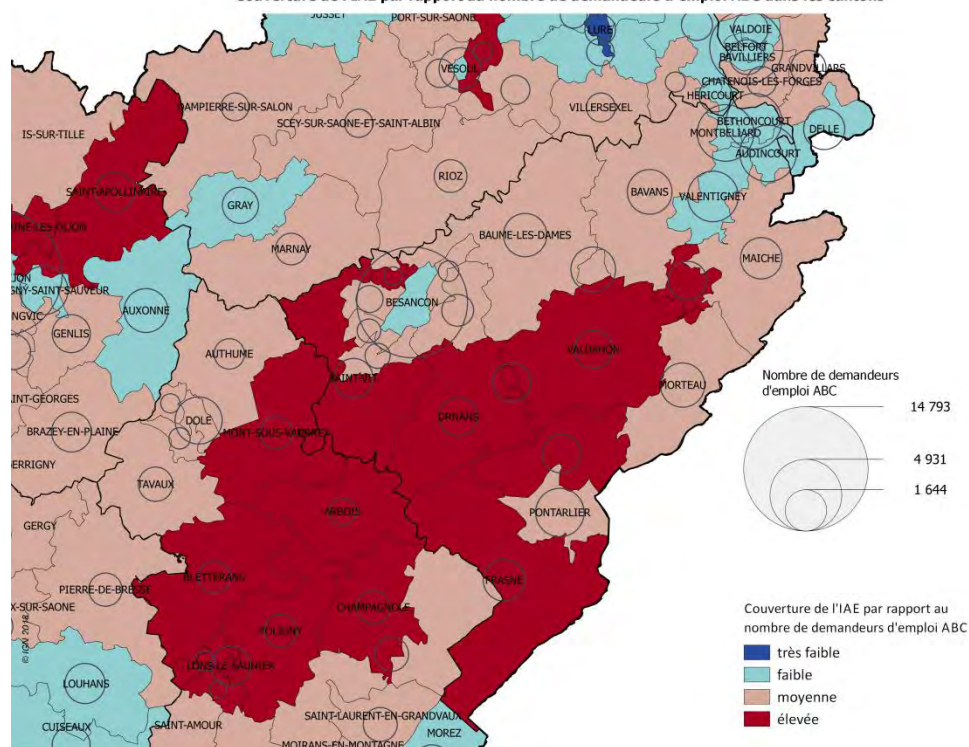 JUSSEY
PORT-SUR-SAONE
LURE
VALDOIE
BELFORT
BAVILLIERS
GRANDVILLARS
VESOUL
CHATENOIS-LES-FORGES
HERICOURT
DAMPIERRE-SUR-SALON
VILLERSEXEL
SCEY-SUR-SAONE-ET-SAINT-ALBIN
BETHONCOURT
IS-SUR-TILLE
MONTBELIARD
DELLE
AUDINCOURT
RIOZ
SAINT-APOLLINAIRE
BAVANS
VALENTIGNEY
GRAY
BAUME-LES-DAMES
MARNAY
MAICHE
BESANCON
AUXONNE
GENLIS
AUTHUME
VALDAHON
SAINT-VIT
MORTEAU
ORNANS
DOLE
BRAZEY-EN-PLAINE
TAVAUX
ARBOIS
PONTARLIER
GERGY
BLETTERANS
FRASNE
PIERRE-DE-BRESSE
CHAMPAGNOLE
POLIGNY
LONS-LE-SAUNIER
LOUHANS
SAINT-LAURENT-EN-GRANDVAUX
SAINT-AMOUR
MOREZ
CUISEAUX
MOIRANS-EN-MONTAGNE
© IGN 2018
Nombre de demandeurs
d'emploi ABC
14 793
4 931
1 644
Couverture de l'IAE par rapport au
nombre de demandeurs d'emploi ABC
très faible
faible
moyenne
élevée